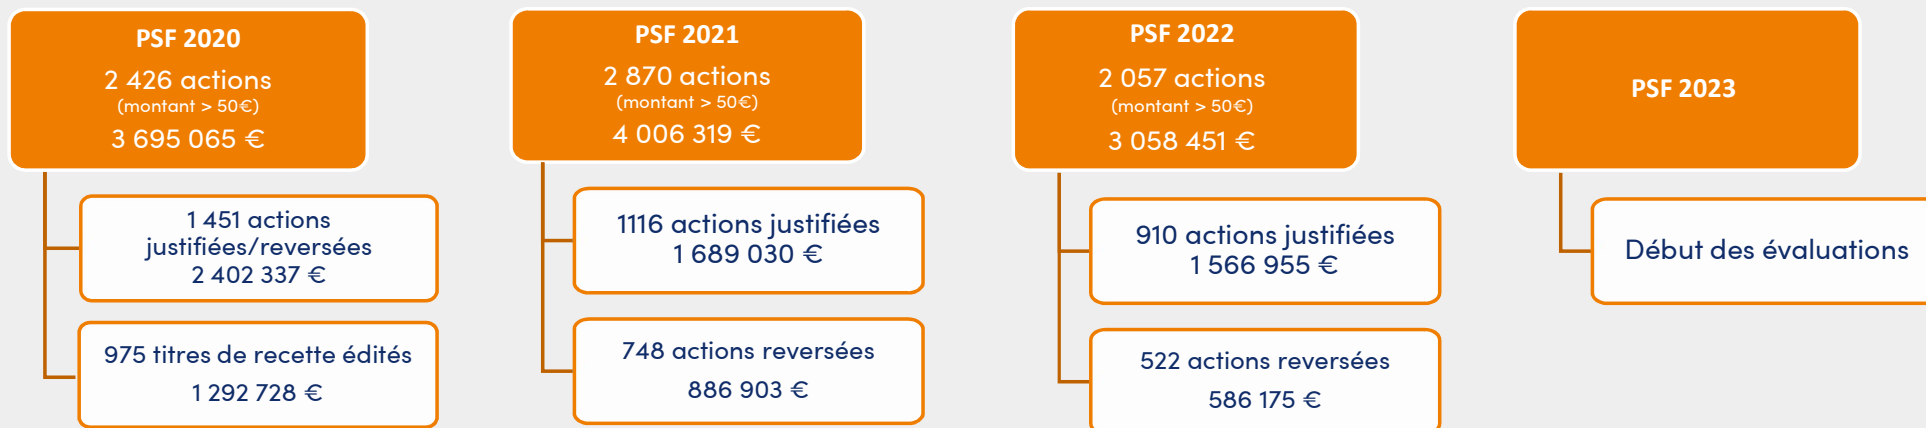 PSF 2020
2 426 actions
(montant > 50€)
3 695 065 €
1 451 actions
justifiées/reversées
2 402 337 €
975 titres de recette édités
1 292 728 €
PSF 2021
2 870 actions
(montant > 50€)
4 006 319 €
1116 actions justifiées
1 689 030 €
748 actions reversées
886 903 €
PSF 2022
2 057 actions
(montant > 50€)
3 058 451 €
910 actions justifiées
1 566 955 €
522 actions reversées
586 175 €
PSF 2023
Début des évaluations